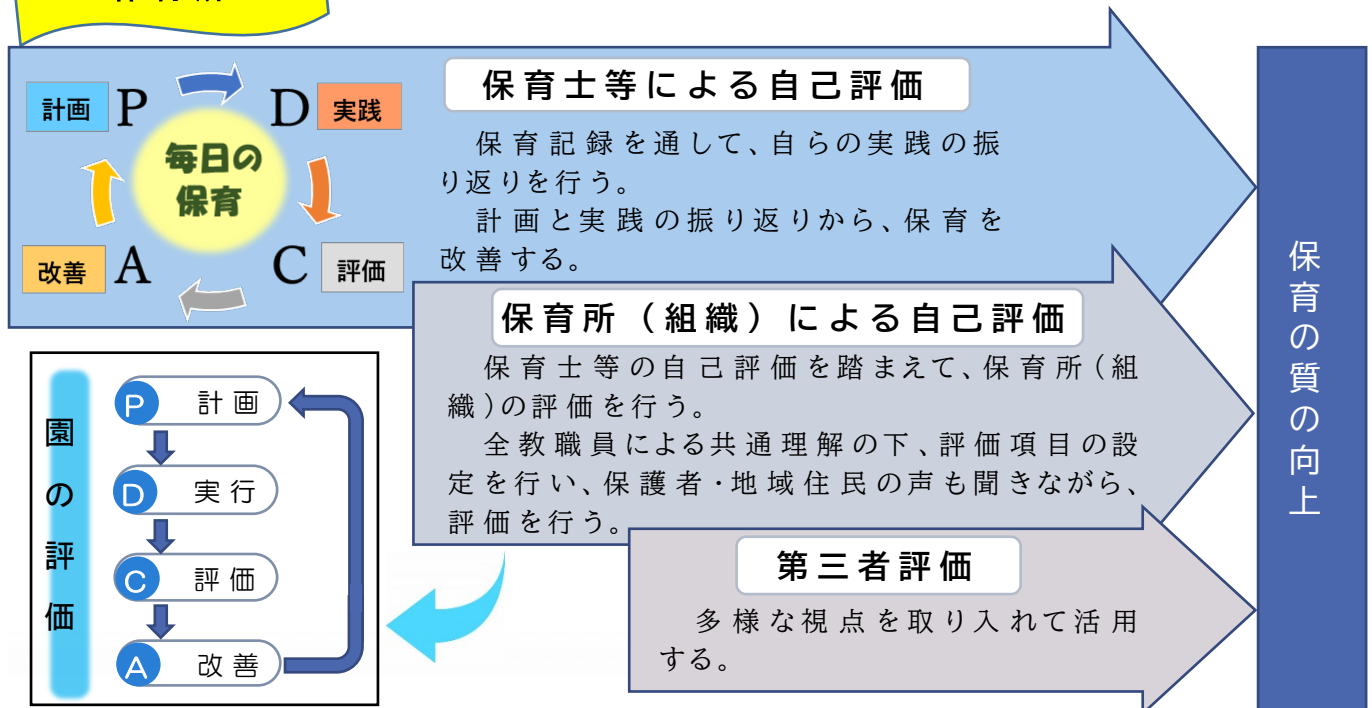 計画
P
D
実践
毎日の
保育
改善
A
C
評価
保育士等による自己評価
保育記録を通して、自らの実践の振
り返りを行う。
計画と実践の振り返りから、保育を
改善する。
保育所（組織）による自己評価
保育士等の自己評価を踏まえて、保育所（組
織）の評価を行う。
全教職員による共通理解の下、評価項目の設
定を行い、保護者・地域住民の声も聞きながら、
評価を行う。
第三者評価
多様な視点を取り入れて活用
する。
園の評価
P 計画
D 実行
C 評価
A 改善
保育の質の向上